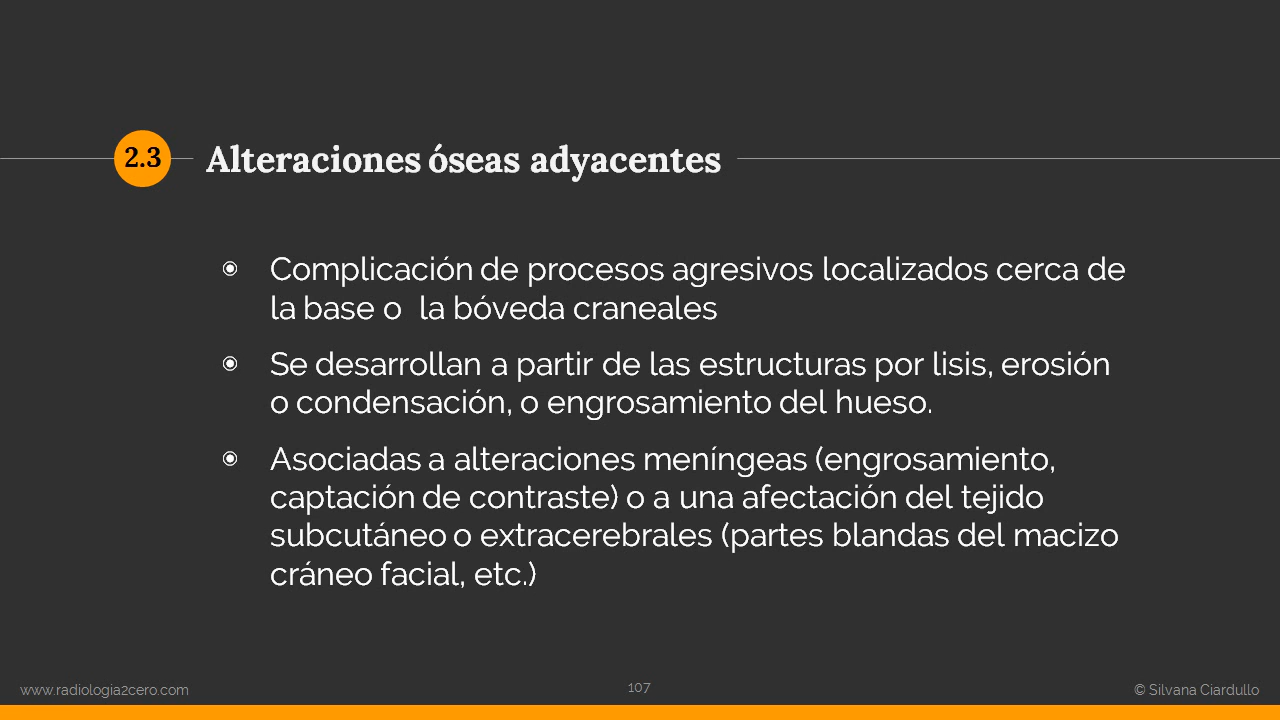 2.3 Alteraciones óseas adyacentes
◉ Complicación de procesos agresivos localizados cerca de
la base o la bóveda craneales
◉ Se desarrollan a partir de las estructuras por lisis, erosión
o condensación, o engrosamiento del hueso.
◉ Asociadas a alteraciones meníngeas (engrosamiento,
captación de contraste) o a una afectación del tejido
subcutáneo o extracerebrales (partes blandas del macizo
cráneo facial, etc.)
www.radiologia2cero.com 107 © Silvana Ciardullo